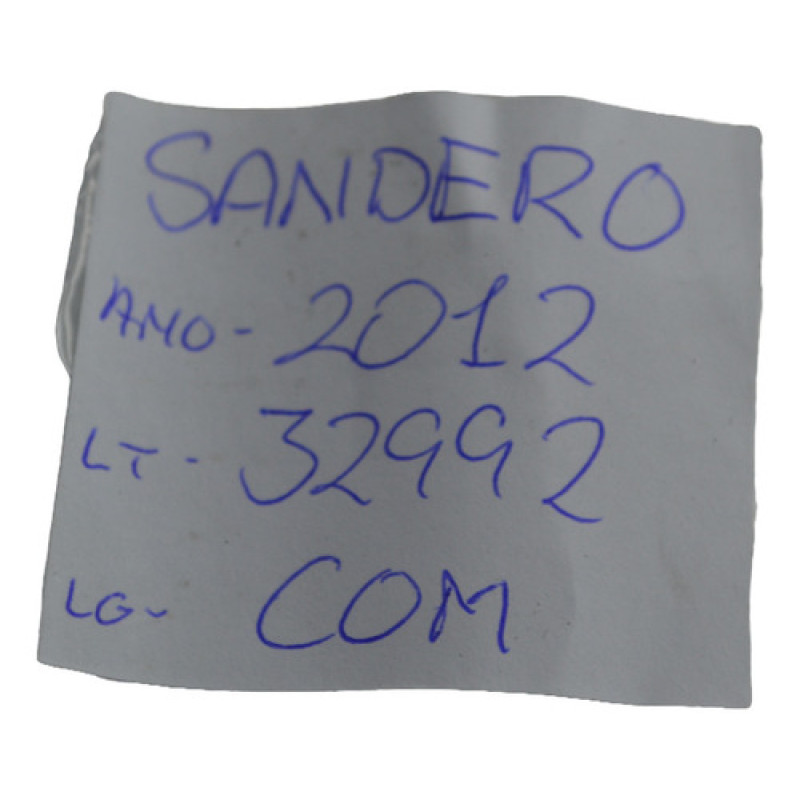 SANDERO
ANO- 2012
LT- 32992
LG- COM